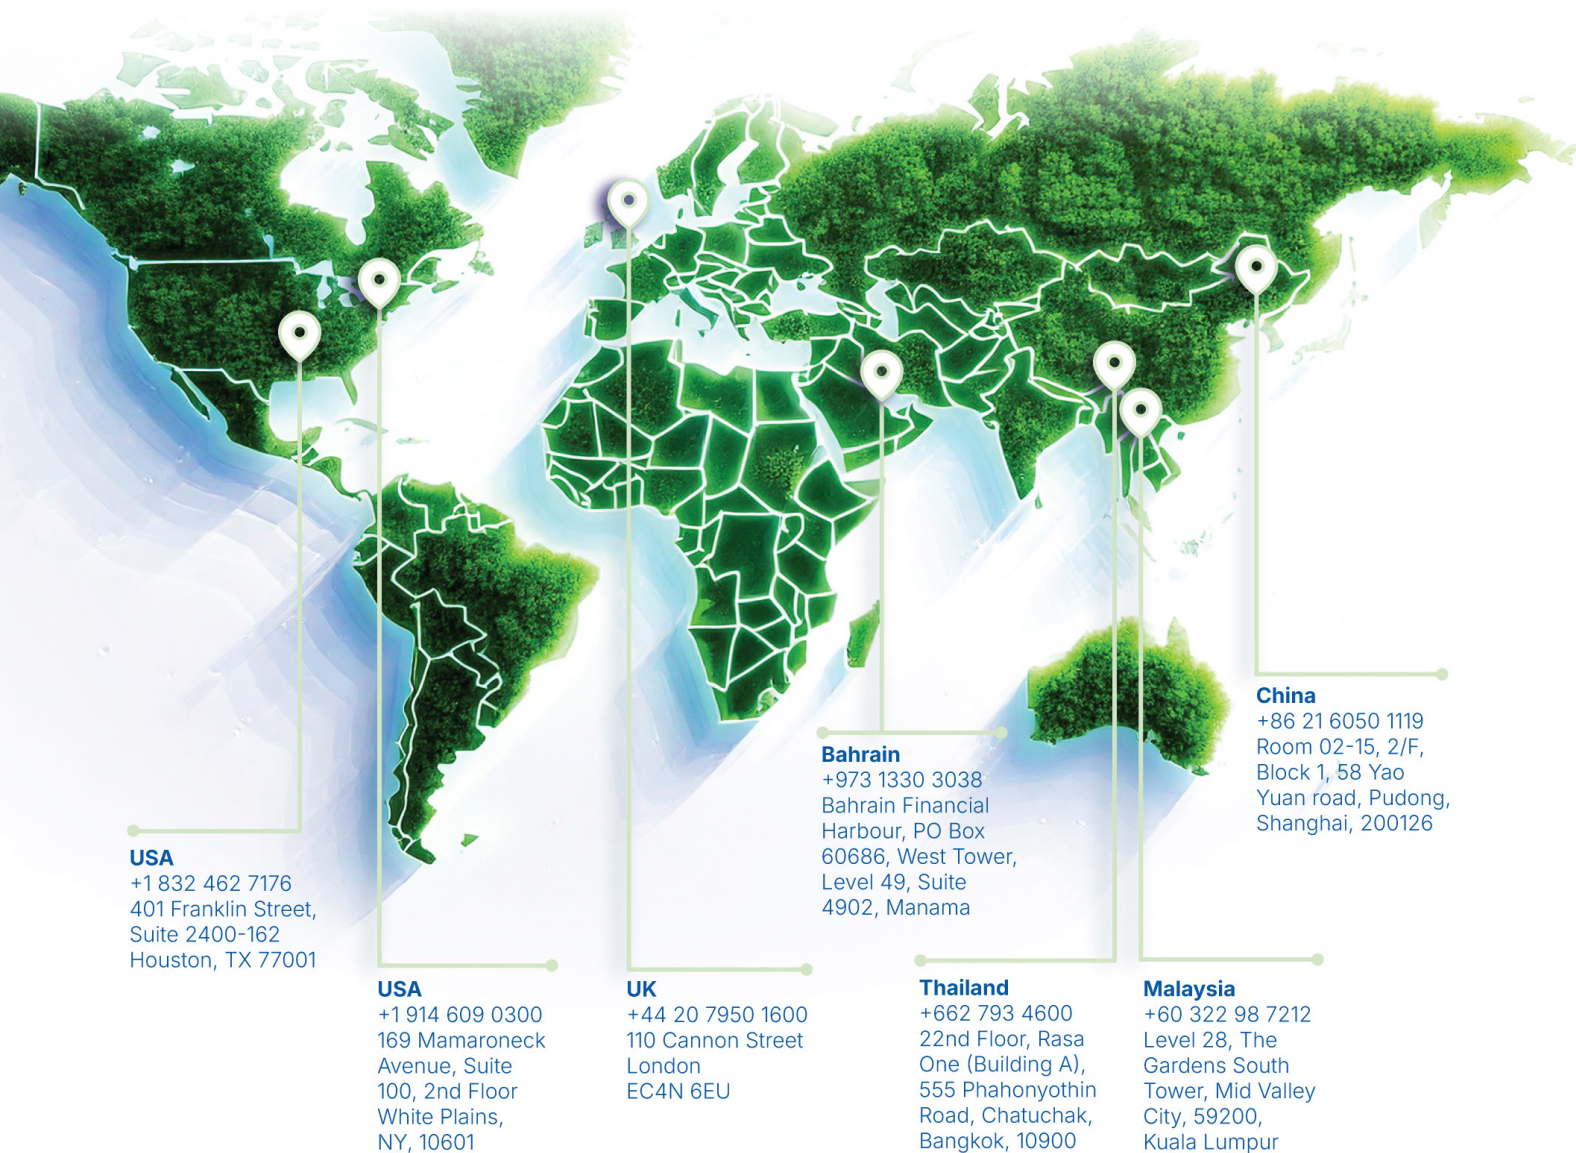 USA
+1 832 462 7176
401 Franklin Street,
Suite 2400-162
Houston, TX 77001
USA
+1 914 609 0300
169 Mamaroneck
Avenue, Suite
100, 2nd Floor
White Plains,
NY, 10601
UK
+44 20 7950 1600
110 Cannon Street
London
EC4N 6EU
Bahrain
+973 1330 3038
Bahrain Financial
Harbour, PO Box
60686, West Tower,
Level 49, Suite
4902, Manama
Thailand
+662 793 4600
22nd Floor, Rasa
One (Building A),
555 Phahonyothin
Road, Chatuchak,
Bangkok, 10900
Malaysia
+60 322 98 7212
Level 28, The
Gardens South
Tower, Mid Valley
City, 59200,
Kuala Lumpur
China
+86 21 6050 1119
Room 02-15, 2/F,
Block 1, 58 Yao
Yuan road, Pudong,
Shanghai, 200126